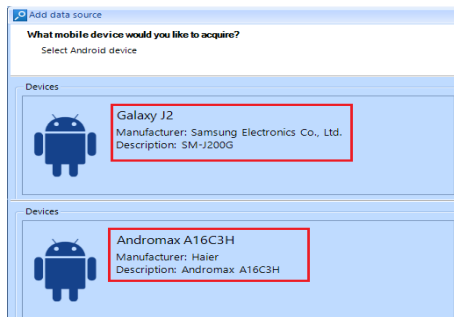 Add data source
What mobile device would you like to acquire?
Select Android device
Devices
Galaxy J2
Manufacturer: Samsung Electronics Co., Ltd.
Description: SM-J200G
Devices
Andromax A16C3H
Manufacturer: Haier
Description: Andromax A16C3H